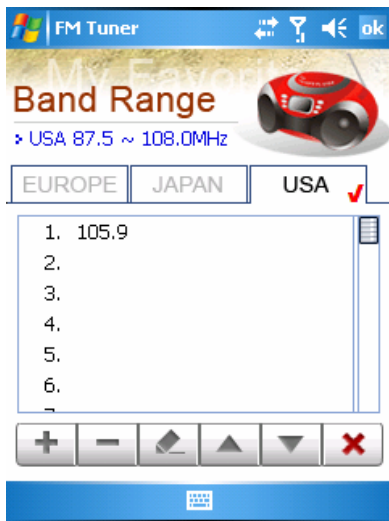 FM Tuner ok
My Favorit
Band Range
USA 87.5 ~ 108.0MHz
EUROPE JAPAN USA
1. 105.9
2.
3.
4.
5.
6.